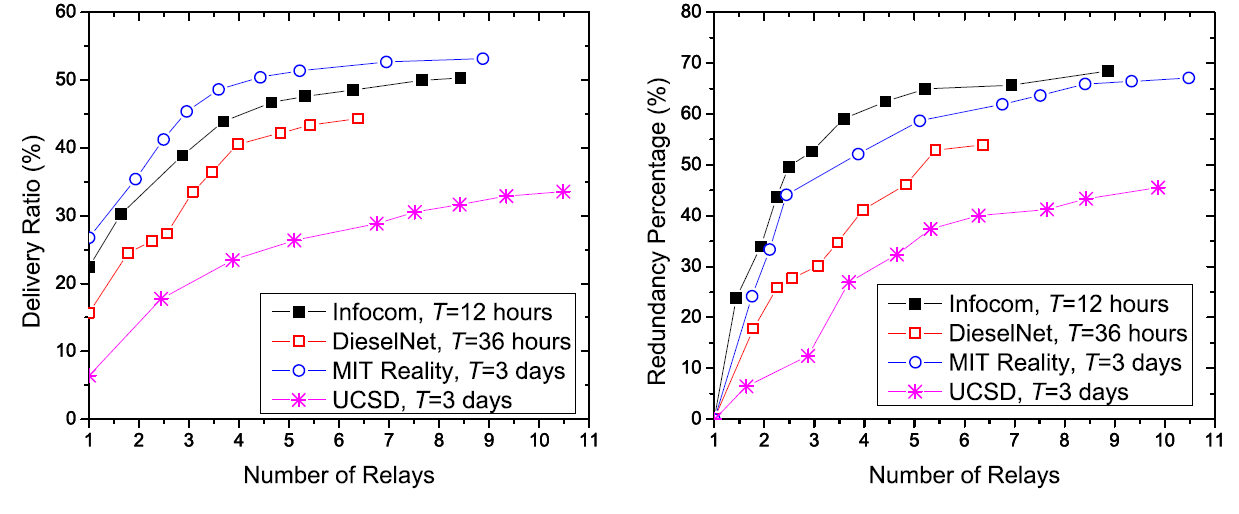 60
50
40
30
20
10
0
Delivery Ratio (%)
1 2 3 4 5 6 7 8 9 10 11
Number of Relays
Infocom, T=12 hours
DieselNet, T=36 hours
MIT Reality, T=3 days
UCSD, T=3 days
80
70
60
50
40
30
20
10
0
Redundancy Percentage (%)
1 2 3 4 5 6 7 8 9 10 11
Number of Relays
Infocom, T=12 hours
DieselNet, T=36 hours
MIT Reality, T=3 days
UCSD, T=3 days